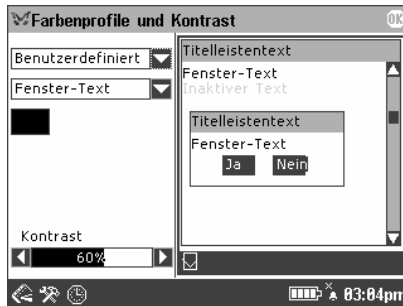 Farbenprofile und Kontrast
OK
Benutzerdefiniert
Fenster-Text
Kontrast
60%
Titelleistentext
Fenster-Text
Inaktiver Text
Titelleistentext
Fenster-Text
Ja Nein
03:04pm